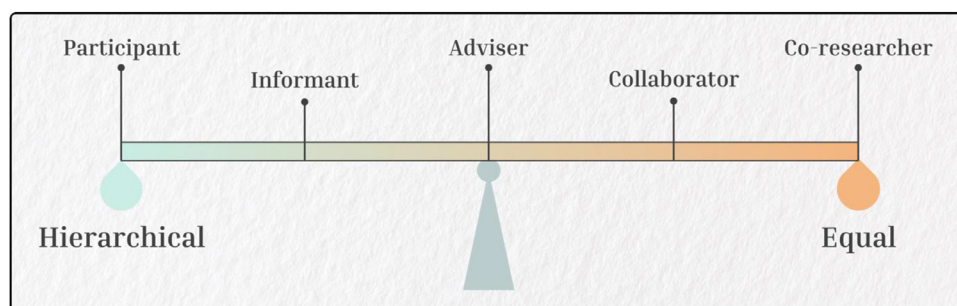 Participant
Informant
Adviser
Collaborator
Co-researcher
Hierarchical
Equal